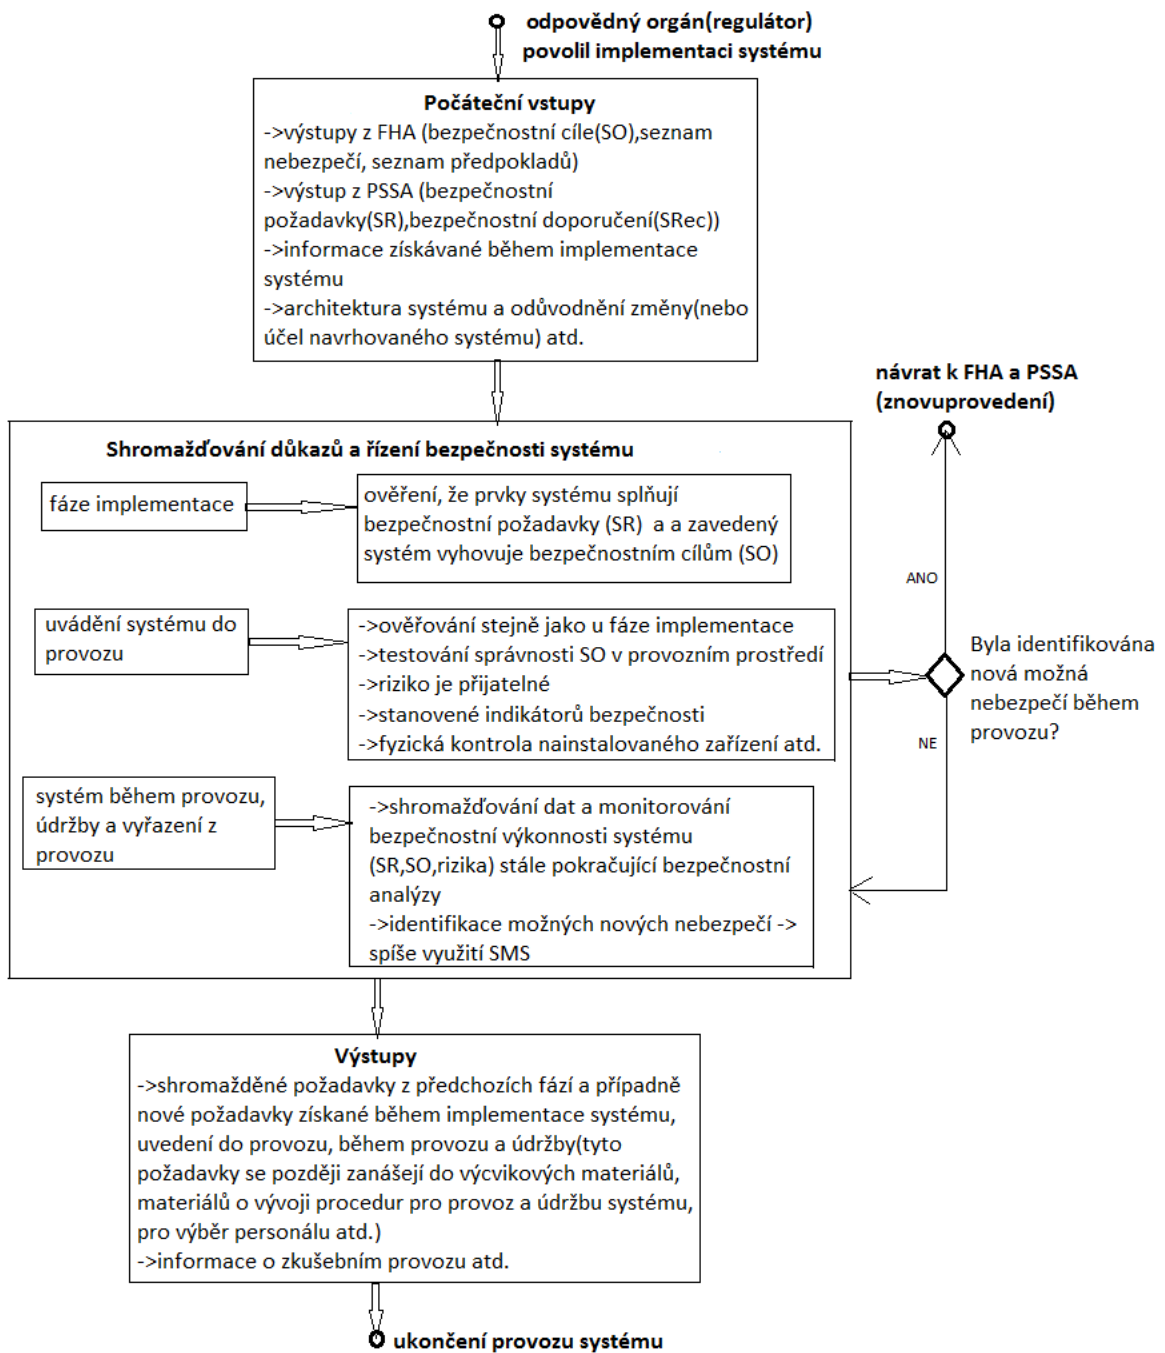 odpovědný orgán(regulátor)
povolil implementaci systému
Počáteční vstupy
->výstupy z FHA (bezpečnostní cíle(SO),seznam
nebezpečí, seznam předpokladů)
->výstup z PSSA (bezpečnostní
požadavky(SR),bezpečnostní doporučení(SRec))
->informace získávané během implementace
systému
->architektura systému a odůvodnění změny(nebo
účel navrhovaného systému) atd.
návrat k FHA a PSSA
(znovuprovedení)
Shromažďování důkazů a řízení bezpečnosti systému
fáze implementace
ověření, že prvky systému splňují
bezpečnostní požadavky (SR)  a a zavedený
systém vyhovuje bezpečnostním cílům (SO)
ANO
uvádění systému do
provozu
->ověřování stejně jako u fáze implementace
->testování správnosti SO v provozním prostředí
->riziko je přijatelné
->stanovené indikátorů bezpečnosti
->fyzická kontrola nainstalovaného zařízení atd.
Byla identifikována
nová možná
nebezpečí během
provozu?
NE
systém během provozu,
údržby a vyřazení z
provozu
->shromažďování dat a monitorování
bezpečnostní výkonnosti systému
(SR,SO,rizika) stále pokračující bezpečnostní
analýzy
->identifikace možných nových nebezpečí ->
spíše využití SMS
Výstupy
->shromážděné požadavky z předchozích fází a případně
nové požadavky získané během implementace systému,
uvedení do provozu, během provozu a údržby(tyto
požadavky se později zanášejí do výcvikových materiálů,
materiálů o vývoji procedur pro provoz a údržbu systému,
pro výběr personálu atd.)
->informace o zkušebním provozu atd.
ukončení provozu systému